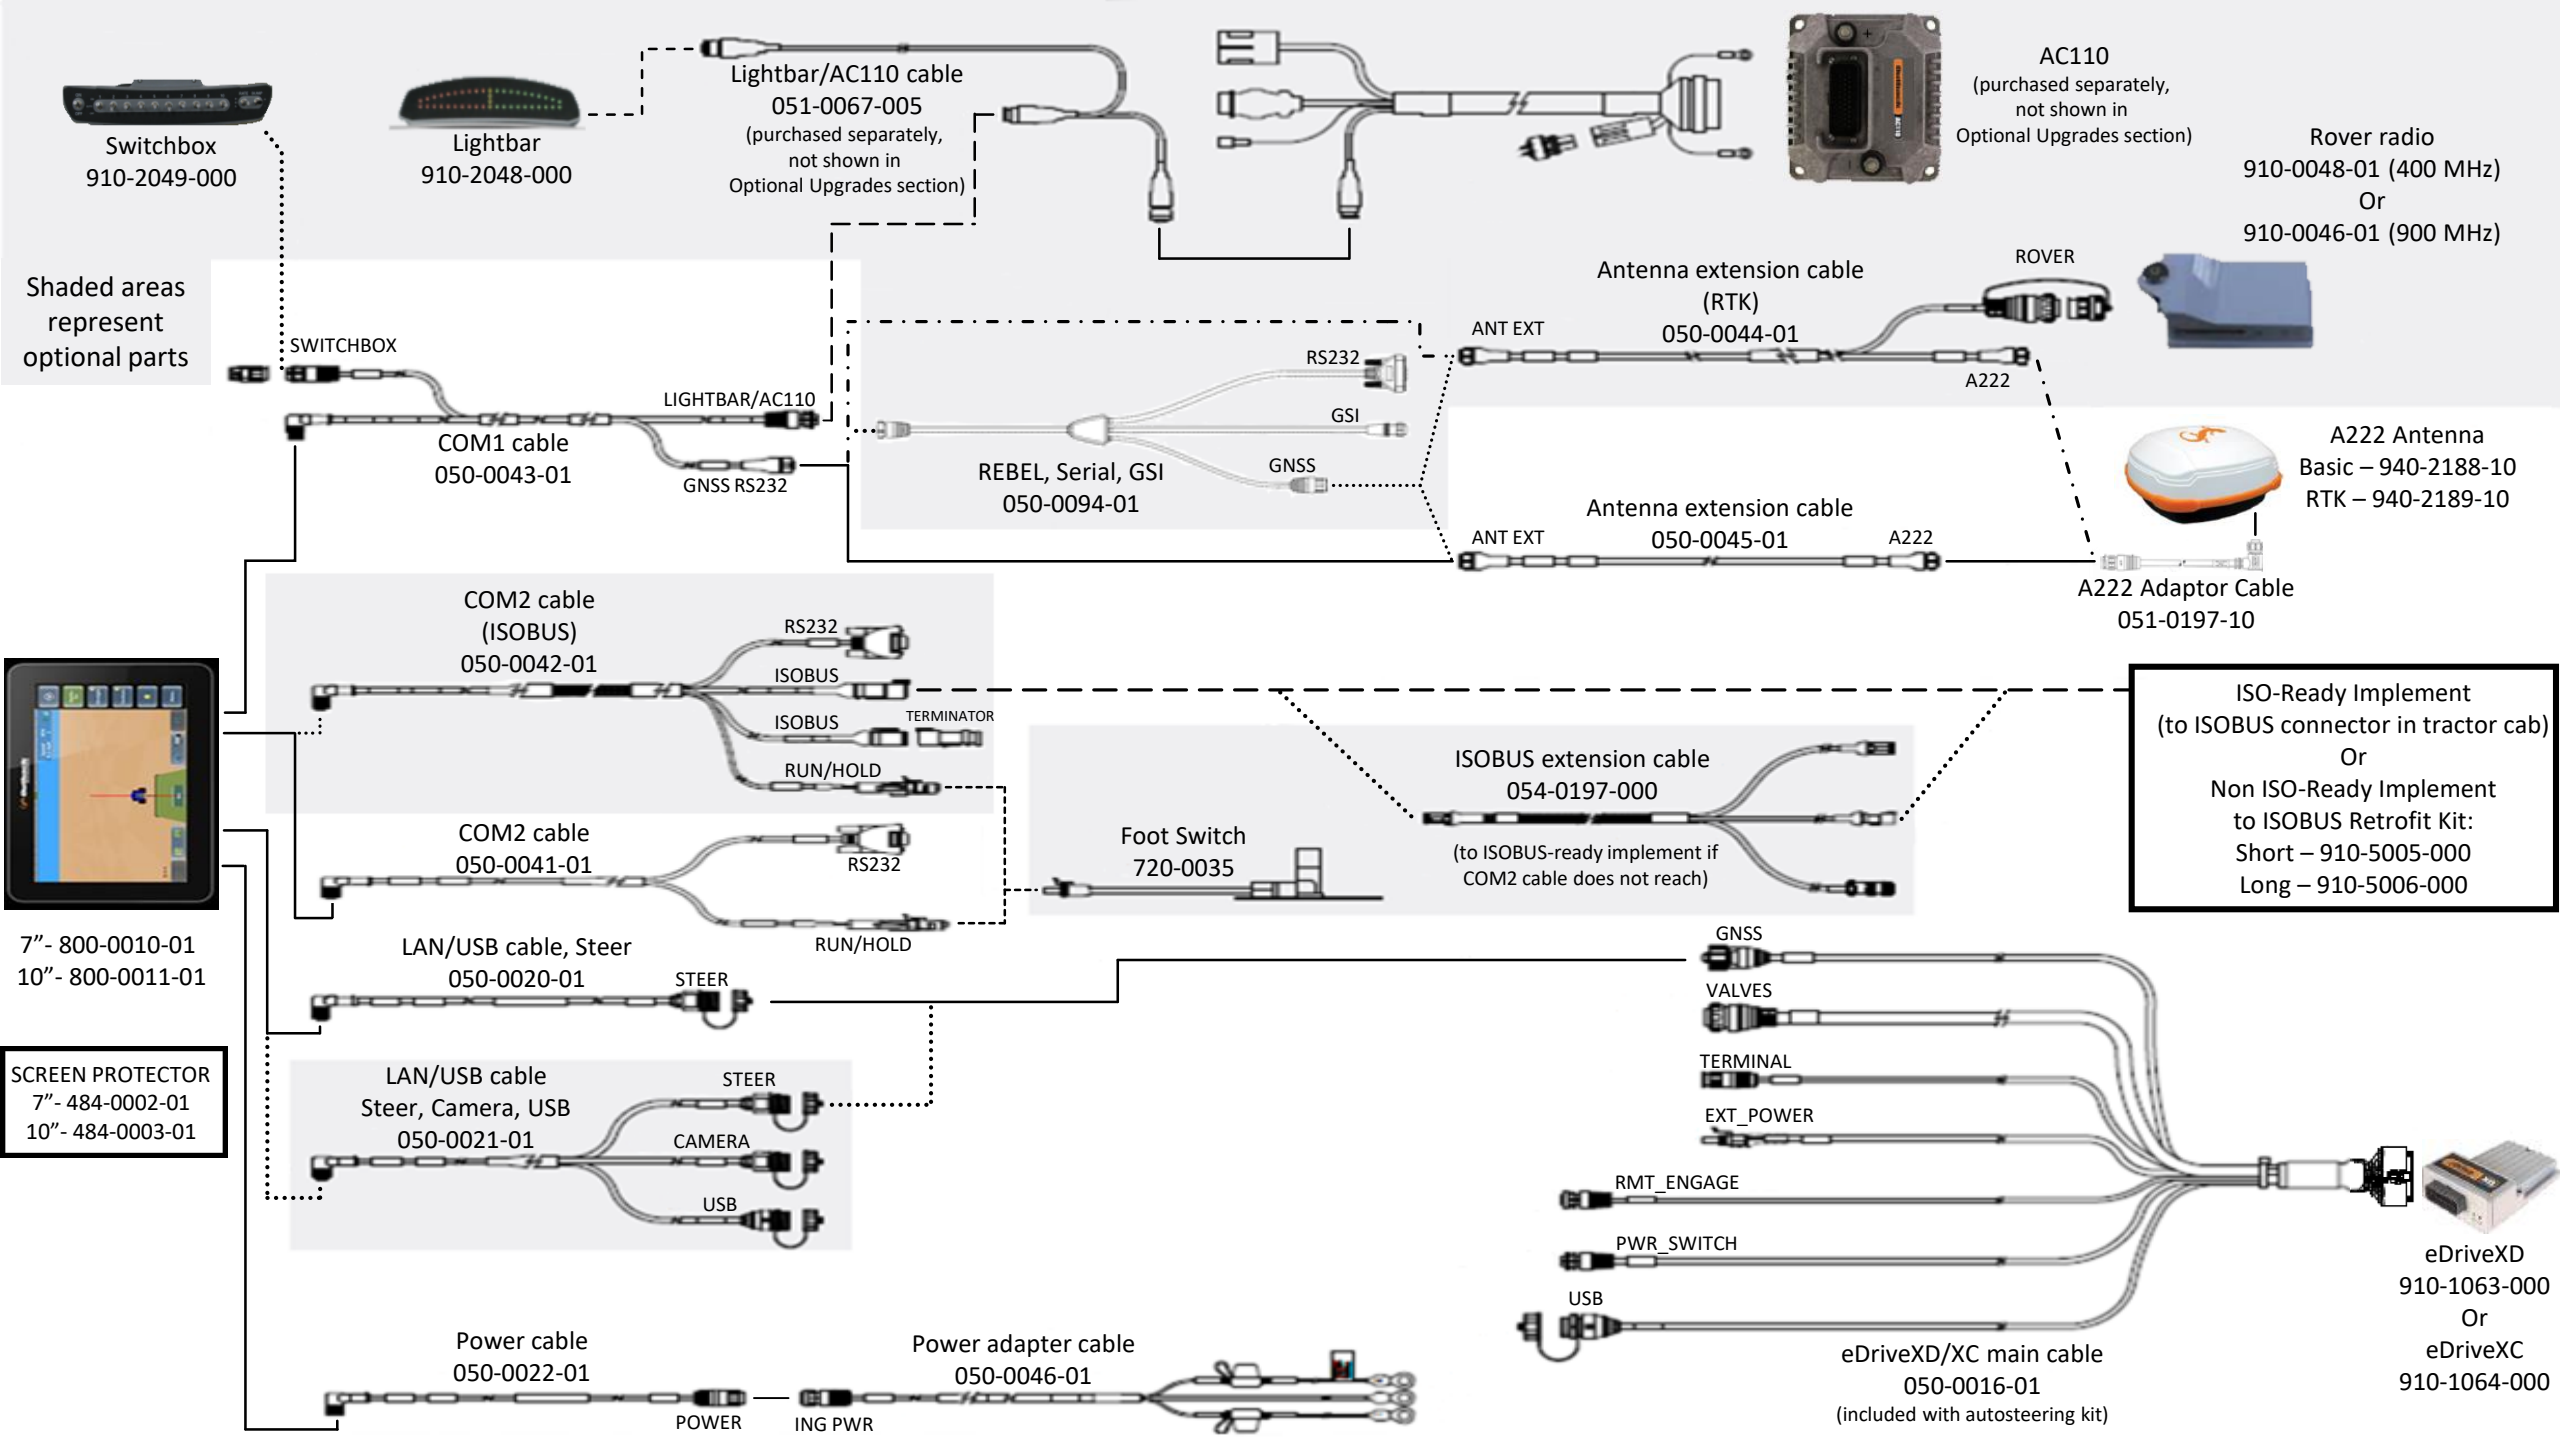 Switchbox
910-2049-000
Lightbar
910-2048-000
Lightbar/AC110 cable
051-0067-005
(purchased separately,
not shown in
Optional Upgrades section)
AC110
(purchased separately,
not shown in
Optional Upgrades section)
Rover radio
910-0048-01 (400 MHz)
Or
910-0046-01 (900 MHz)
Shaded areas
represent
optional parts
SWITCHBOX
LIGHTBAR/AC110
COM1 cable
050-0043-01
GNSS RS232
RS232
GSI
GNSS
REBEL, Serial, GSI
050-0094-01
Antenna extension cable
(RTK)
050-0044-01
ANT EXT
ROVER
A222
Antenna extension cable
050-0045-01
ANT EXT
A222
A222 Antenna
Basic – 940-2188-10
RTK – 940-2189-10
A222 Adaptor Cable
051-0197-10
COM2 cable
(ISOBUS)
050-0042-01
RS232
ISOBUS
ISOBUS
TERMINATOR
RUN/HOLD
COM2 cable
050-0041-01
RS232
RUN/HOLD
Foot Switch
720-0035
ISOBUS extension cable
054-0197-000
(to ISOBUS-ready implement if
COM2 cable does not reach)
ISO-Ready Implement
(to ISOBUS connector in tractor cab)
Or
Non ISO-Ready Implement
to ISOBUS Retrofit Kit:
Short – 910-5005-000
Long – 910-5006-000
7”- 800-0010-01
10”- 800-0011-01
SCREEN PROTECTOR
7”- 484-0002-01
10”- 484-0003-01
LAN/USB cable, Steer
050-0020-01
STEER
LAN/USB cable
Steer, Camera, USB
050-0021-01
STEER
CAMERA
USB
GNSS
VALVES
TERMINAL
EXT_POWER
RMT_ENGAGE
PWR_SWITCH
USB
eDriveXD/XC main cable
050-0016-01
(included with autosteering kit)
eDriveXD
910-1063-000
Or
eDriveXC
910-1064-000
Power cable
050-0022-01
POWER
Power adapter cable
050-0046-01
ING PWR